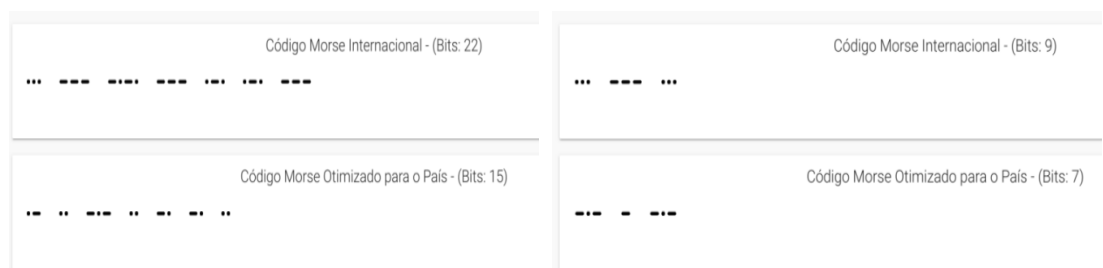 Código Morse Internacional - (Bits: 22)
··· --- -·-· --- ·-· ·-· ---
Código Morse Otimizado para o País - (Bits: 15)
·- ·· -·- ·· -· -· ··
Código Morse Internacional - (Bits: 9)
··· --- ···
Código Morse Otimizado para o País - (Bits: 7)
-·- - -·-